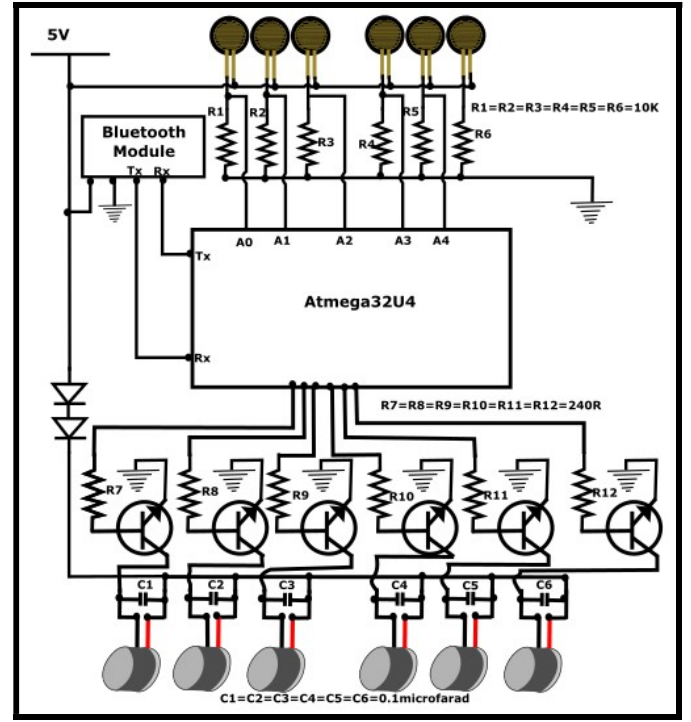 5V
R1
R2
R3
R4
R5
R6
R1=R2=R3=R4=R5=R6=10K
Bluetooth
Module
Tx Rx
A0 A1 A2 A3 A4
Tx
Atmega32U4
Rx
R7=R8=R9=R10=R11=R12=240R
R7
R8
R9
R10
R11
R12
C1
C2
C3
C4
C5
C6
C1=C2=C3=C4=C5=C6=0.1microfarad